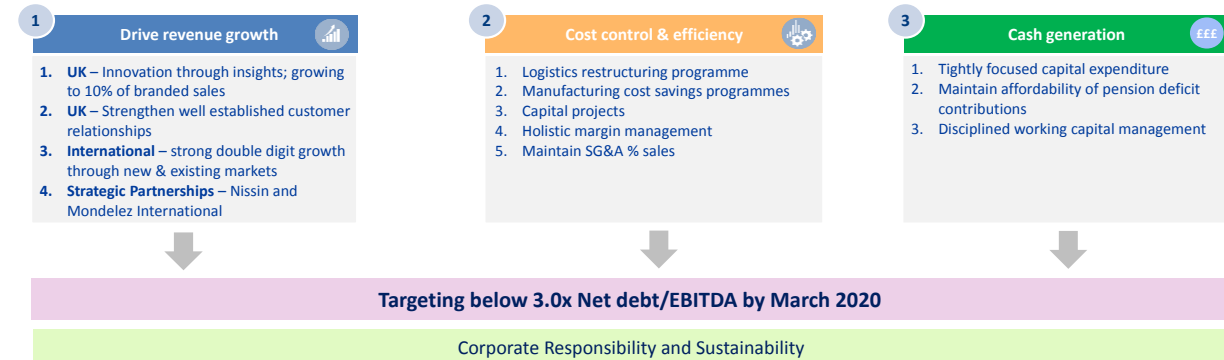 1
Drive revenue growth
1. UK – Innovation through insights; growing
to 10% of branded sales
2. UK – Strengthen well established customer
relationships
3. International – strong double digit growth
through new & existing markets
4. Strategic Partnerships – Nissin and
Mondelez International
2
Cost control & efficiency
1. Logistics restructuring programme
2. Manufacturing cost savings programmes
3. Capital projects
4. Holistic margin management
5. Maintain SG&A % sales
3
Cash generation
£££
1. Tightly focused capital expenditure
2. Maintain affordability of pension deficit
contributions
3. Disciplined working capital management
Targeting below 3.0x Net debt/EBITDA by March 2020
Corporate Responsibility and Sustainability